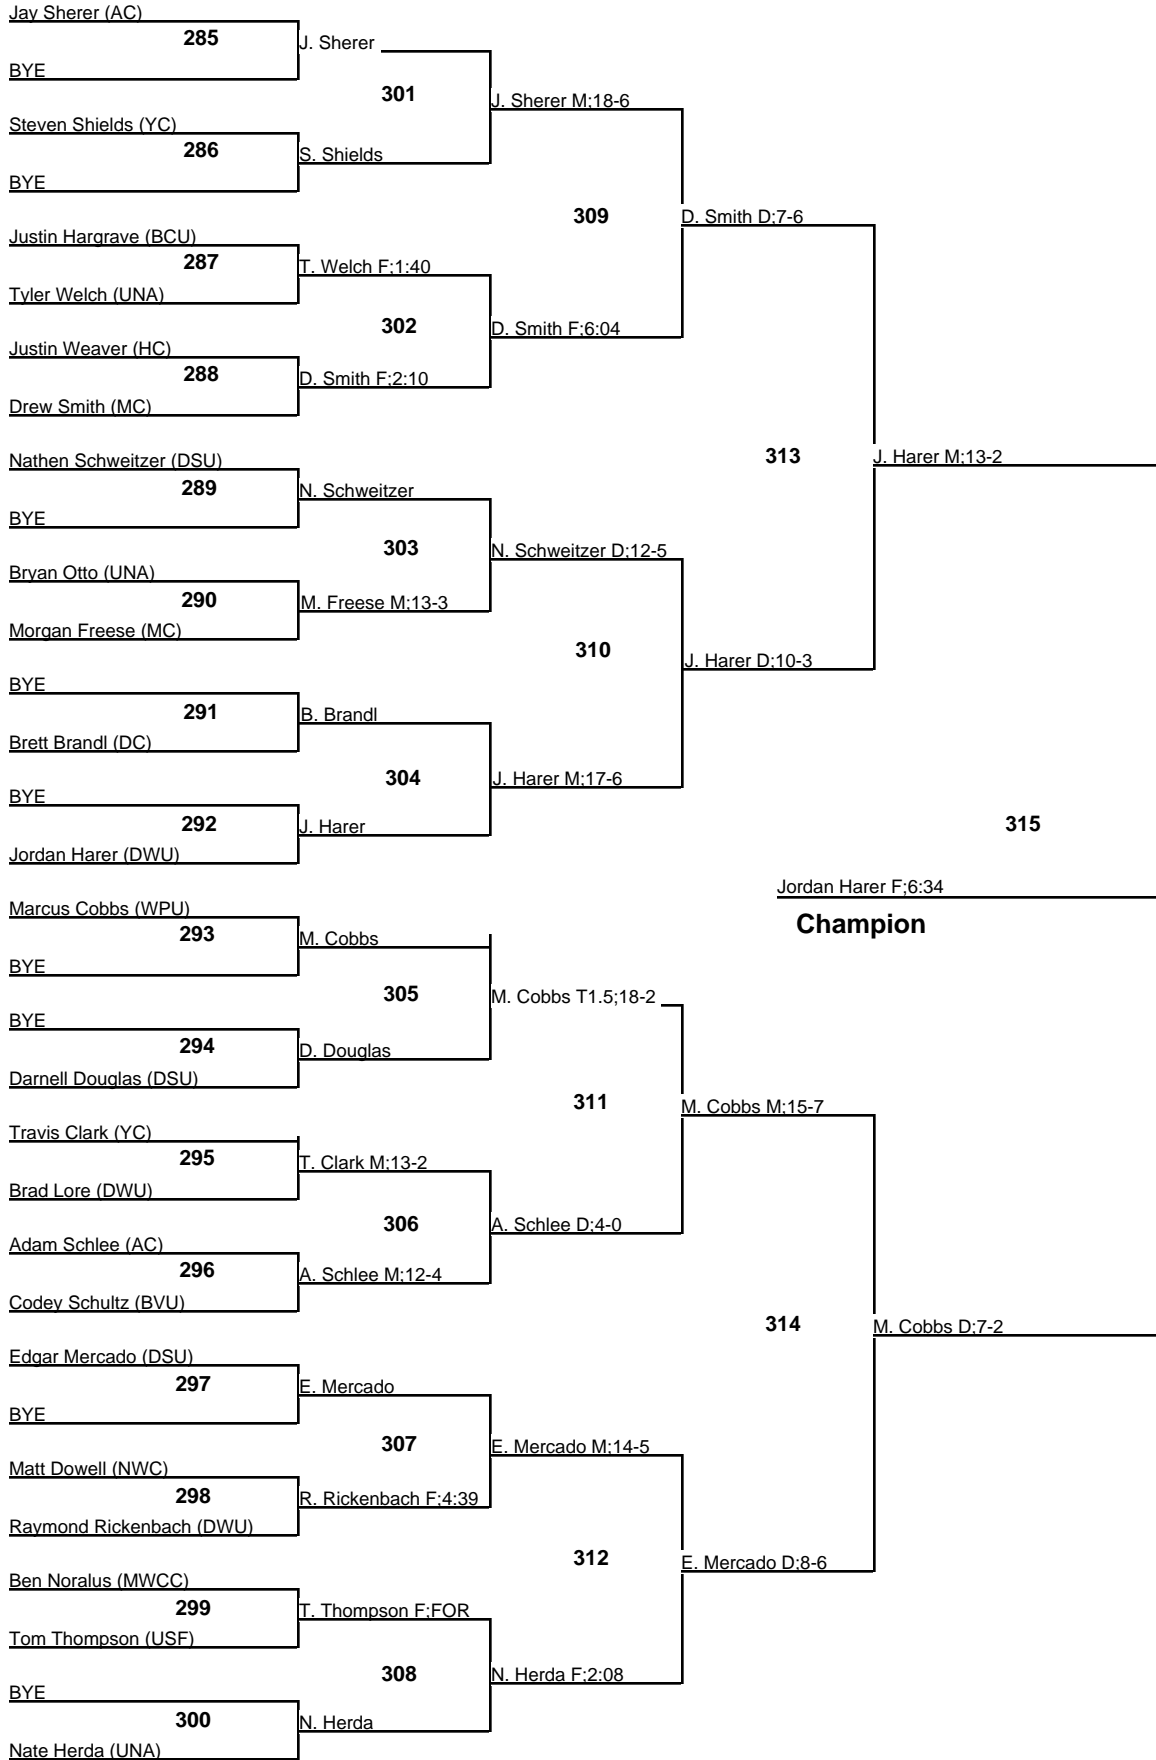 Jay Sherer (AC)
285
J. Sherer
BYE
301
J. Sherer M;18-6
Steven Shields (YC)
286
S. Shields
BYE
309
D. Smith D;7-6
Justin Hargrave (BCU)
287
T. Welch F;1:40
Tyler Welch (UNA)
302
D. Smith F;6:04
Justin Weaver (HC)
288
D. Smith F;2:10
Drew Smith (MC)
313
J. Harer M;13-2
Nathen Schweitzer (DSU)
289
N. Schweitzer
BYE
303
N. Schweitzer D;12-5
Bryan Otto (UNA)
290
M. Freese M;13-3
Morgan Freese (MC)
310
J. Harer D;10-3
BYE
291
B. Brandl
Brett Brandl (DC)
304
J. Harer M;17-6
BYE
292
J. Harer
Jordan Harer (DWU)
315
Jordan Harer F;6:34
Champion
Marcus Cobbs (WPU)
293
M. Cobbs
BYE
305
M. Cobbs T1.5;18-2
BYE
294
D. Douglas
Darnell Douglas (DSU)
311
M. Cobbs M;15-7
Travis Clark (YC)
295
T. Clark M;13-2
Brad Lore (DWU)
306
A. Schlee D;4-0
Adam Schlee (AC)
296
A. Schlee M;12-4
Codey Schultz (BVU)
314
M. Cobbs D;7-2
Edgar Mercado (DSU)
297
E. Mercado
BYE
307
E. Mercado M;14-5
Matt Dowell (NWC)
298
R. Rickenbach F;4:39
Raymond Rickenbach (DWU)
312
E. Mercado D;8-6
Ben Noralus (MWCC)
299
T. Thompson F;FOR
Tom Thompson (USF)
308
N. Herda F;2:08
BYE
300
N. Herda
Nate Herda (UNA)